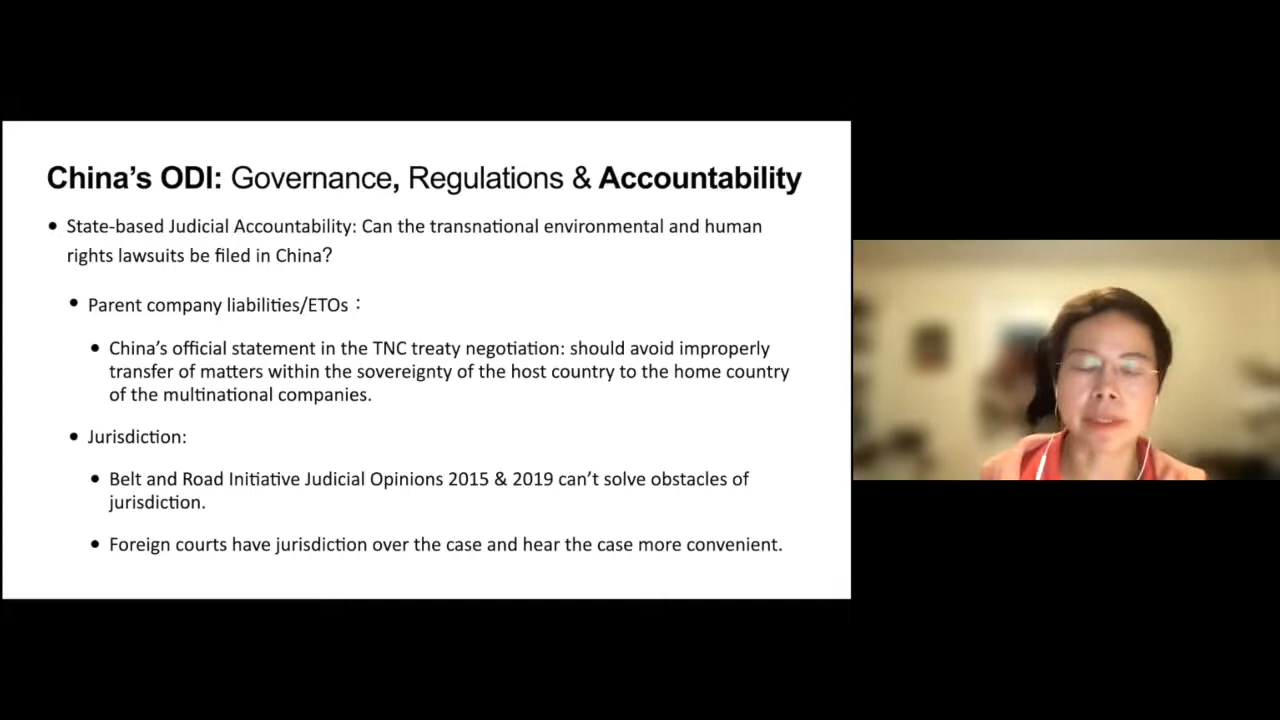 China's ODI: Governance, Regulations & Accountability
• State-based Judicial Accountability: Can the transnational environmental and human
rights lawsuits be filed in China?
• Parent company liabilities/ETOs：
• China's official statement in the TNC treaty negotiation: should avoid improperly
transfer of matters within the sovereignty of the host country to the home country
of the multinational companies.
• Jurisdiction:
• Belt and Road Initiative Judicial Opinions 2015 & 2019 can't solve obstacles of
jurisdiction.
• Foreign courts have jurisdiction over the case and hear the case more convenient.